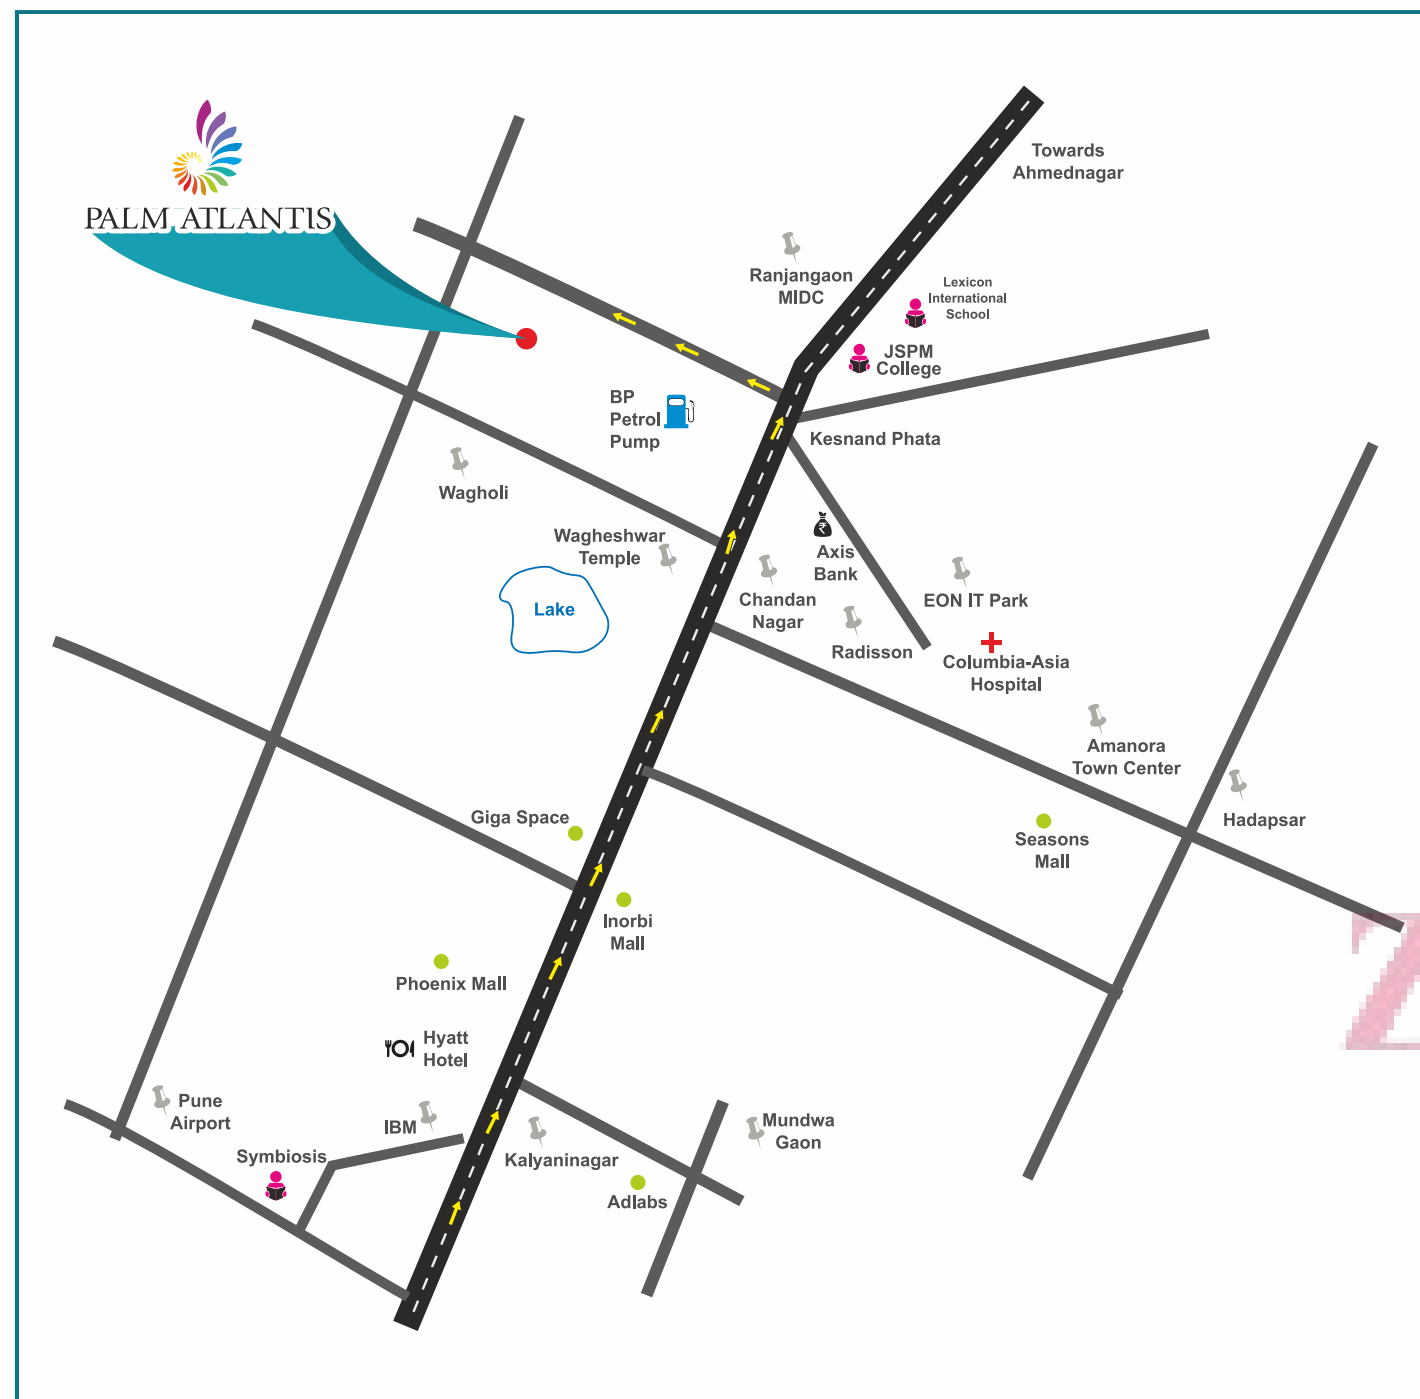 Towards
Ahmednagar
PALM ATLANTIS
Ranjangaon
MIDC
Lexicon
International
School
JSPM
College
BP
Petrol
Pump
Kesnand Phata
Wagholi
Wagheshwar
Temple
Axis
Bank
Lake
Chandan
Nagar
EON IT Park
Radisson
Columbia-Asia
Hospital
Amanora
Town Center
Giga Space
Hadapsar
Seasons
Mall
Inorbi
Mall
Phoenix Mall
Hyatt
Hotel
Pune
Airport
IBM
Mundwa
Gaon
Symbiosis
Kalyaninagar
Adlabs
Z